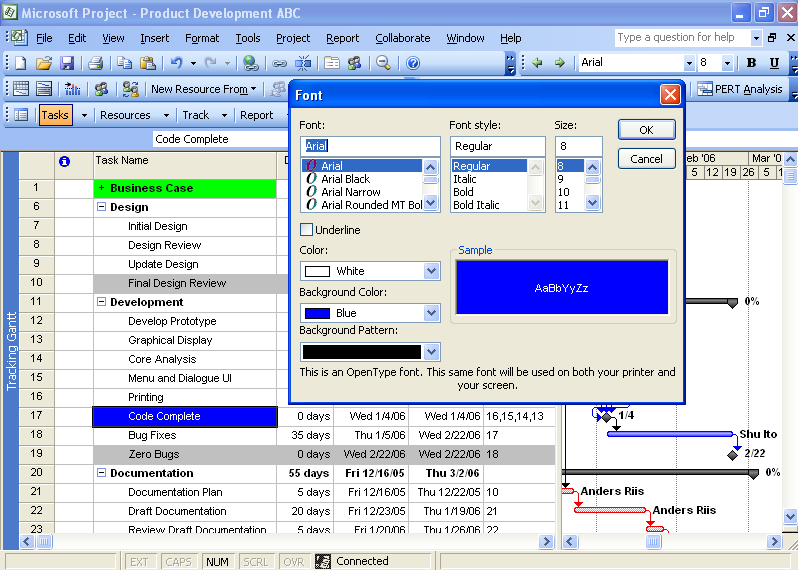 Microsoft Project - Product Development ABC
File Edit View Insert Format Tools Project Report Collaborate Window Help Type a question for help
Arial 8 B U
New Resource From PERT Analysis
Tasks Resources Track Report
Code Complete
Font
Font: Font style: Size:
Arial Regular 8 OK
Arial Regular 8 Cancel
Arial Black Italic 9
Arial Narrow Bold 10
Arial Rounded MT Bol Bold Italic 11
Underline
Color: Sample
White
AaBbYyZz
Background Color:
Blue
Background Pattern:
This is an OpenType font. This same font will be used on both your printer and
your screen.
Tracking Gantt
Task Name D eb '06 Mar '0
5 12 19 26 5 1
1 + Business Case
6 Design
7 Initial Design
8 Design Review
9 Update Design
10 Final Design Review
11 Development 0%
12 Develop Prototype
13 Graphical Display
14 Core Analysis
15 Menu and Dialogue UI
16 Printing
17 Code Complete 0 days Wed 1/4/06 Wed 1/4/06 16,15,14,13 1/4
18 Bug Fixes 35 days Thu 1/5/06 Wed 2/22/06 17 Shu Ito
19 Zero Bugs 0 days Wed 2/22/06 Wed 2/22/06 18 2/22
20 Documentation 55 days Fri 12/16/05 Thu 3/2/06 0%
21 Documentation Plan 5 days Fri 12/16/05 Thu 12/22/05 10 Anders Riis
22 Draft Documentation 20 days Fri 12/23/05 Thu 1/19/06 21 Anders Riis
23 Review Draft Documentation 5 days Fri 1/20/06 Thu 1/26/06 22
EXT CAPS NUM SCRL OVR Connected